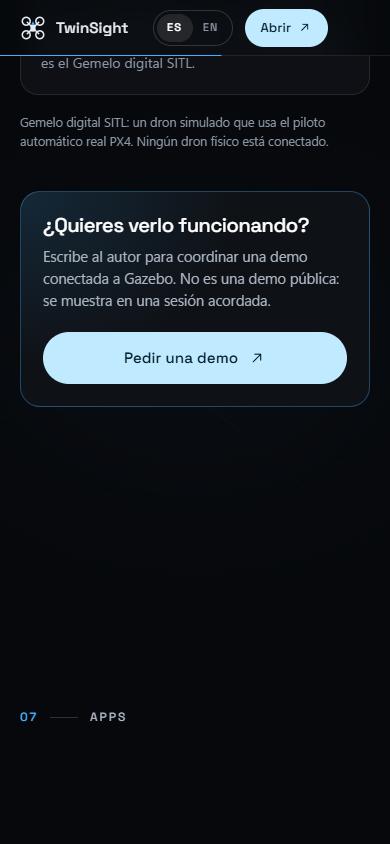 TwinSight
ES EN
Abrir ↗
es el Gemelo digital SITL.
Gemelo digital SITL: un dron simulado que usa el piloto
automático real PX4. Ningún dron físico está conectado.
¿Quieres verlo funcionando?
Escribe al autor para coordinar una demo
conectada a Gazebo. No es una demo pública:
se muestra en una sesión acordada.
Pedir una demo ↗
07 — APPS